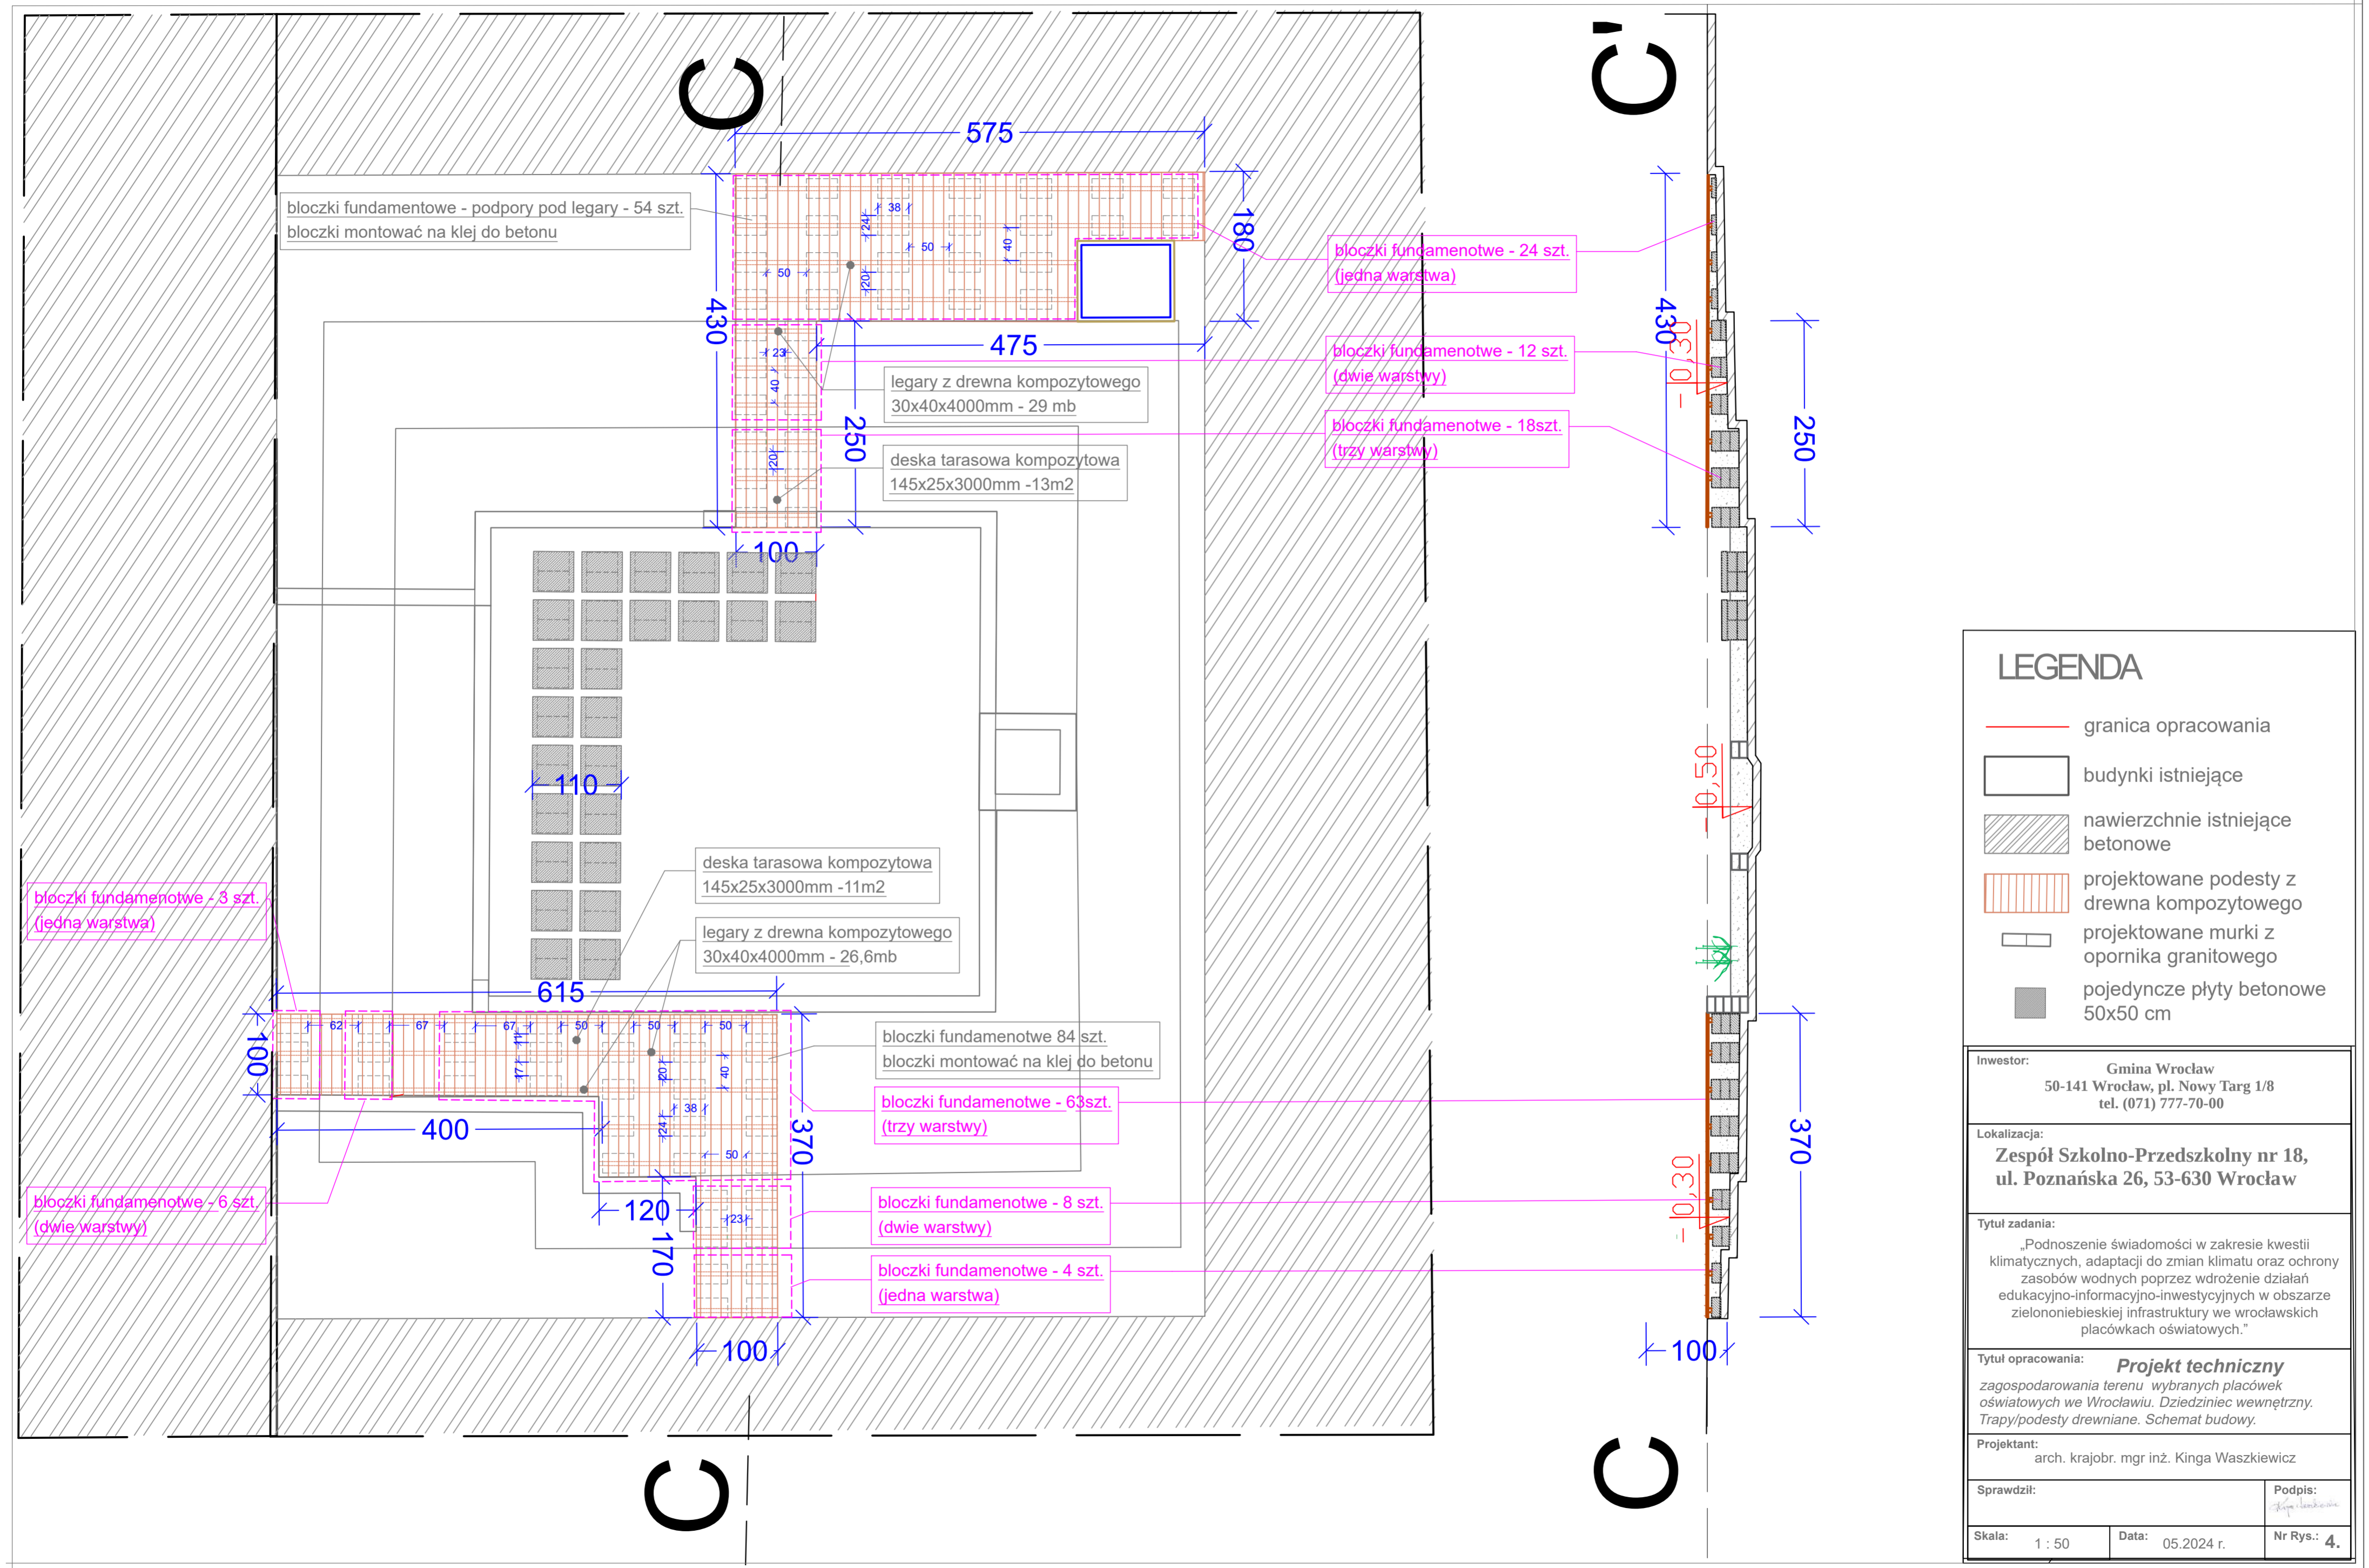 C
C'
575
bloczki fundamentowe - podpory pod legary - 54 szt.
bloczki montować na klej do betonu
38
24
50
40
50
20
180
430
475
23
40
250
20
100
legary z drewna kompozytowego
30x40x4000mm - 29 mb
deska tarasowa kompozytowa
145x25x3000mm -13m2
bloczki fundamenotwe - 24 szt.
(jedna warstwa)
bloczki fundamenotwe - 12 szt.
(dwie warstwy)
bloczki fundamenotwe - 18szt.
(trzy warstwy)
430
- 0,30
250
110
- 0,50
deska tarasowa kompozytowa
145x25x3000mm -11m2
legary z drewna kompozytowego
30x40x4000mm - 26,6mb
bloczki fundamenotwe - 3 szt.
(jedna warstwa)
615
62
67
67
50
50
50
11
17
20
40
38
24
50
100
400
370
bloczki fundamentowe 84 szt.
bloczki montować na klej do betonu
bloczki fundamenotwe - 63szt.
(trzy warstwy)
bloczki fundamenotwe - 6 szt.
(dwie warstwy)
120
23
170
bloczki fundamenotwe - 8 szt.
(dwie warstwy)
bloczki fundamenotwe - 4 szt.
(jedna warstwa)
100
370
- 0,30
100
C
C
LEGENDA
granica opracowania
budynki istniejące
nawierzchnie istniejące
betonowe
projektowane podesty z
drewna kompozytowego
projektowane murki z
opornika granitowego
pojedyncze płyty betonowe
50x50 cm
Inwestor:
Gmina Wrocław
50-141 Wrocław, pl. Nowy Targ 1/8
tel. (071) 777-70-00
Lokalizacja:
Zespół Szkolno-Przedszkolny nr 18,
ul. Poznańska 26, 53-630 Wrocław
Tytuł zadania:
„Podnoszenie świadomości w zakresie kwestii
klimatycznych, adaptacji do zmian klimatu oraz ochrony
zasobów wodnych poprzez wdrożenie działań
edukacyjno-informacyjno-inwestycyjnych w obszarze
zielononiebieskiej infrastruktury we wrocławskich
placówkach oświatowych.”
Tytuł opracowania: Projekt techniczny
zagospodarowania terenu wybranych placówek
oświatowych we Wrocławiu. Dziedziniec wewnętrzny.
Trapy/podesty drewniane. Schemat budowy.
Projektant:
arch. krajobr. mgr inż. Kinga Waszkiewicz
Sprawdził:
Podpis:
Skala: 1 : 50
Data: 05.2024 r.
Nr Rys.: 4.